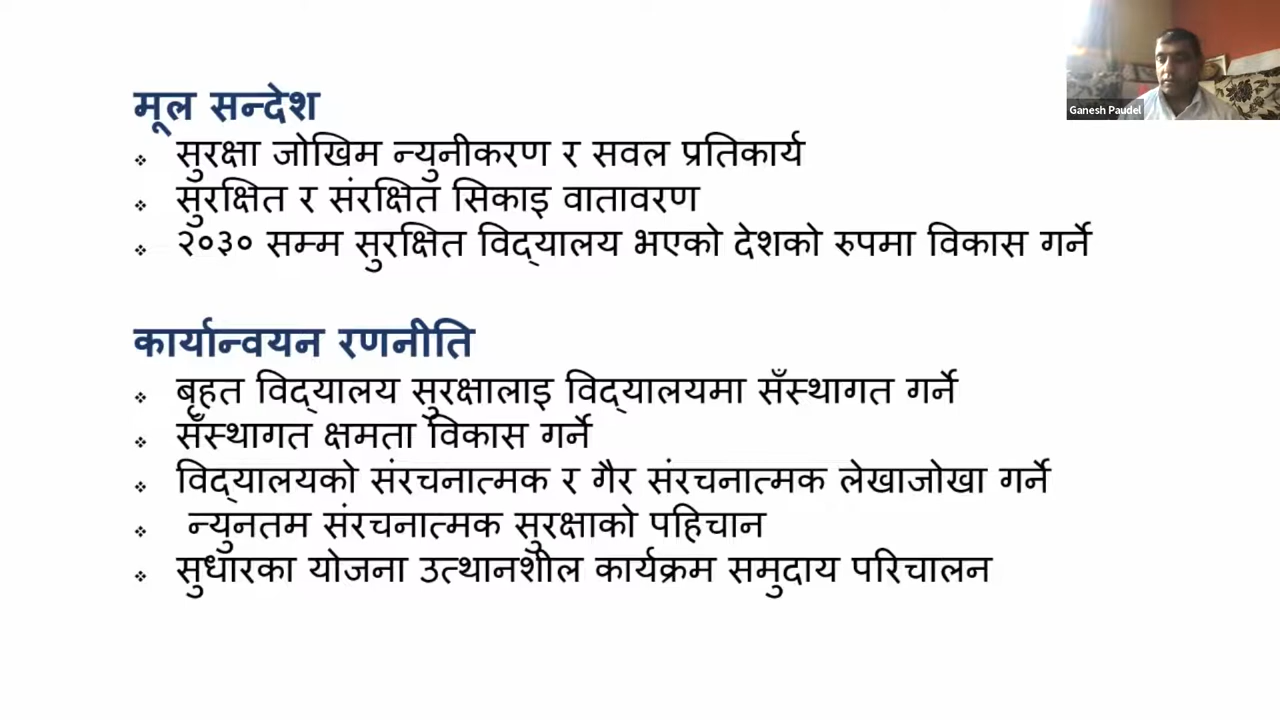 मूल सन्देश
❖ सुरक्षा जोखिम न्युनीकरण र सवल प्रतिकार्य
❖ सुरक्षित र संरक्षित सिकाइ वातावरण
❖ २०३० सम्म सुरक्षित विद्यालय भएको देशको रुपमा विकास गर्ने
कार्यान्वयन रणनीति
❖ बृहत विद्यालय सुरक्षालाइ विद्यालयमा सँस्थागत गर्ने
❖ सँस्थागत क्षमता विकास गर्ने
❖ विद्यालयको संरचनात्मक र गैर संरचनात्मक लेखाजोखा गर्ने
❖ न्युनतम संरचनात्मक सुरक्षाको पहिचान
❖ सुधारका योजना उत्थानशील कार्यक्रम समुदाय परिचालन
Ganesh Paudel